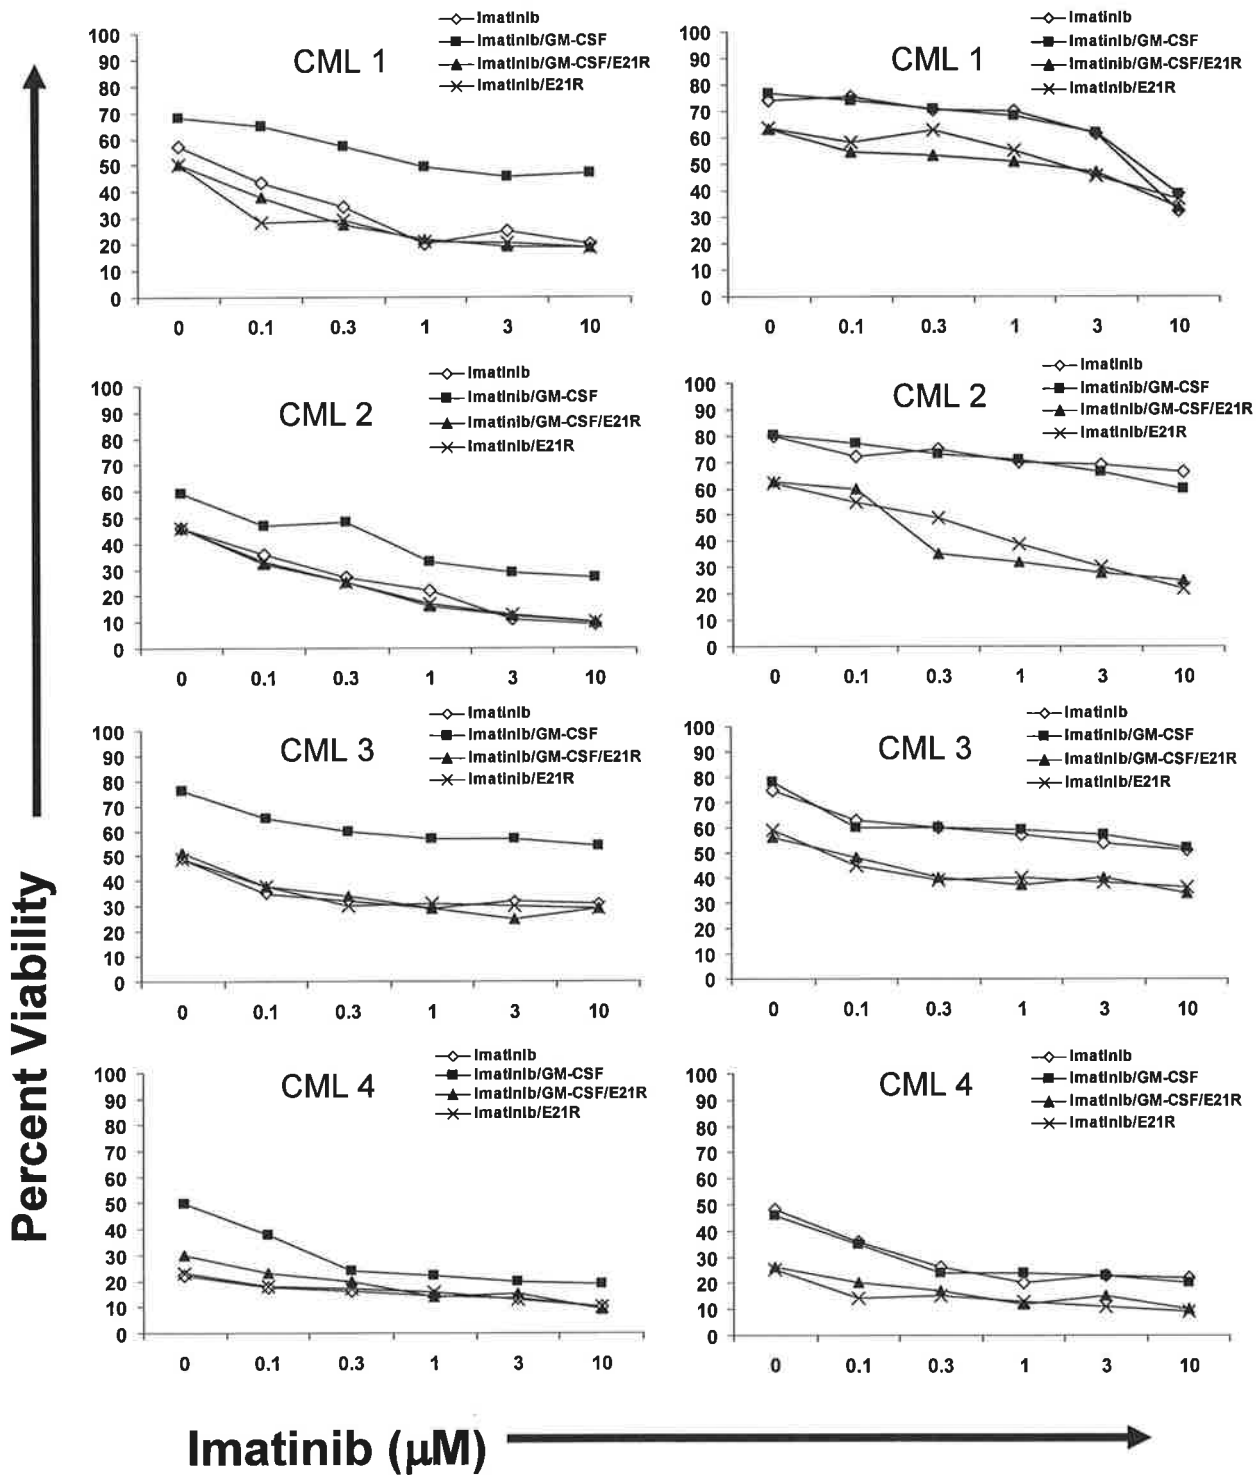 Imatinib
Imatinib/GM-CSF
Imatinib/GM-CSF/E21R
Imatinib/E21R
CML 1
100
90
80
70
60
50
40
30
20
10
0
0 0.1 0.3 1 3 10
Imatinib
Imatinib/GM-CSF
Imatinib/GM-CSF/E21R
Imatinib/E21R
CML 1
100
90
80
70
60
50
40
30
20
10
0
0 0.1 0.3 1 3 10
Imatinib
Imatinib/GM-CSF
Imatinib/GM-CSF/E21R
Imatinib/E21R
CML 2
100
90
80
70
60
50
40
30
20
10
0
0 0.1 0.3 1 3 10
Imatinib
Imatinib/GM-CSF
Imatinib/GM-CSF/E21R
Imatinib/E21R
CML 2
100
90
80
70
60
50
40
30
20
10
0
0 0.1 0.3 1 3 10
Imatinib
Imatinib/GM-CSF
Imatinib/GM-CSF/E21R
Imatinib/E21R
CML 3
100
90
80
70
60
50
40
30
20
10
0
0 0.1 0.3 1 3 10
Imatinib
Imatinib/GM-CSF
Imatinib/GM-CSF/E21R
Imatinib/E21R
CML 3
100
90
80
70
60
50
40
30
20
10
0
0 0.1 0.3 1 3 10
Imatinib
Imatinib/GM-CSF
Imatinib/GM-CSF/E21R
Imatinib/E21R
CML 4
100
90
80
70
60
50
40
30
20
10
0
0 0.1 0.3 1 3 10
Imatinib
Imatinib/GM-CSF
Imatinib/GM-CSF/E21R
Imatinib/E21R
CML 4
100
90
80
70
60
50
40
30
20
10
0
0 0.1 0.3 1 3 10
Percent Viability
Imatinib (μM)